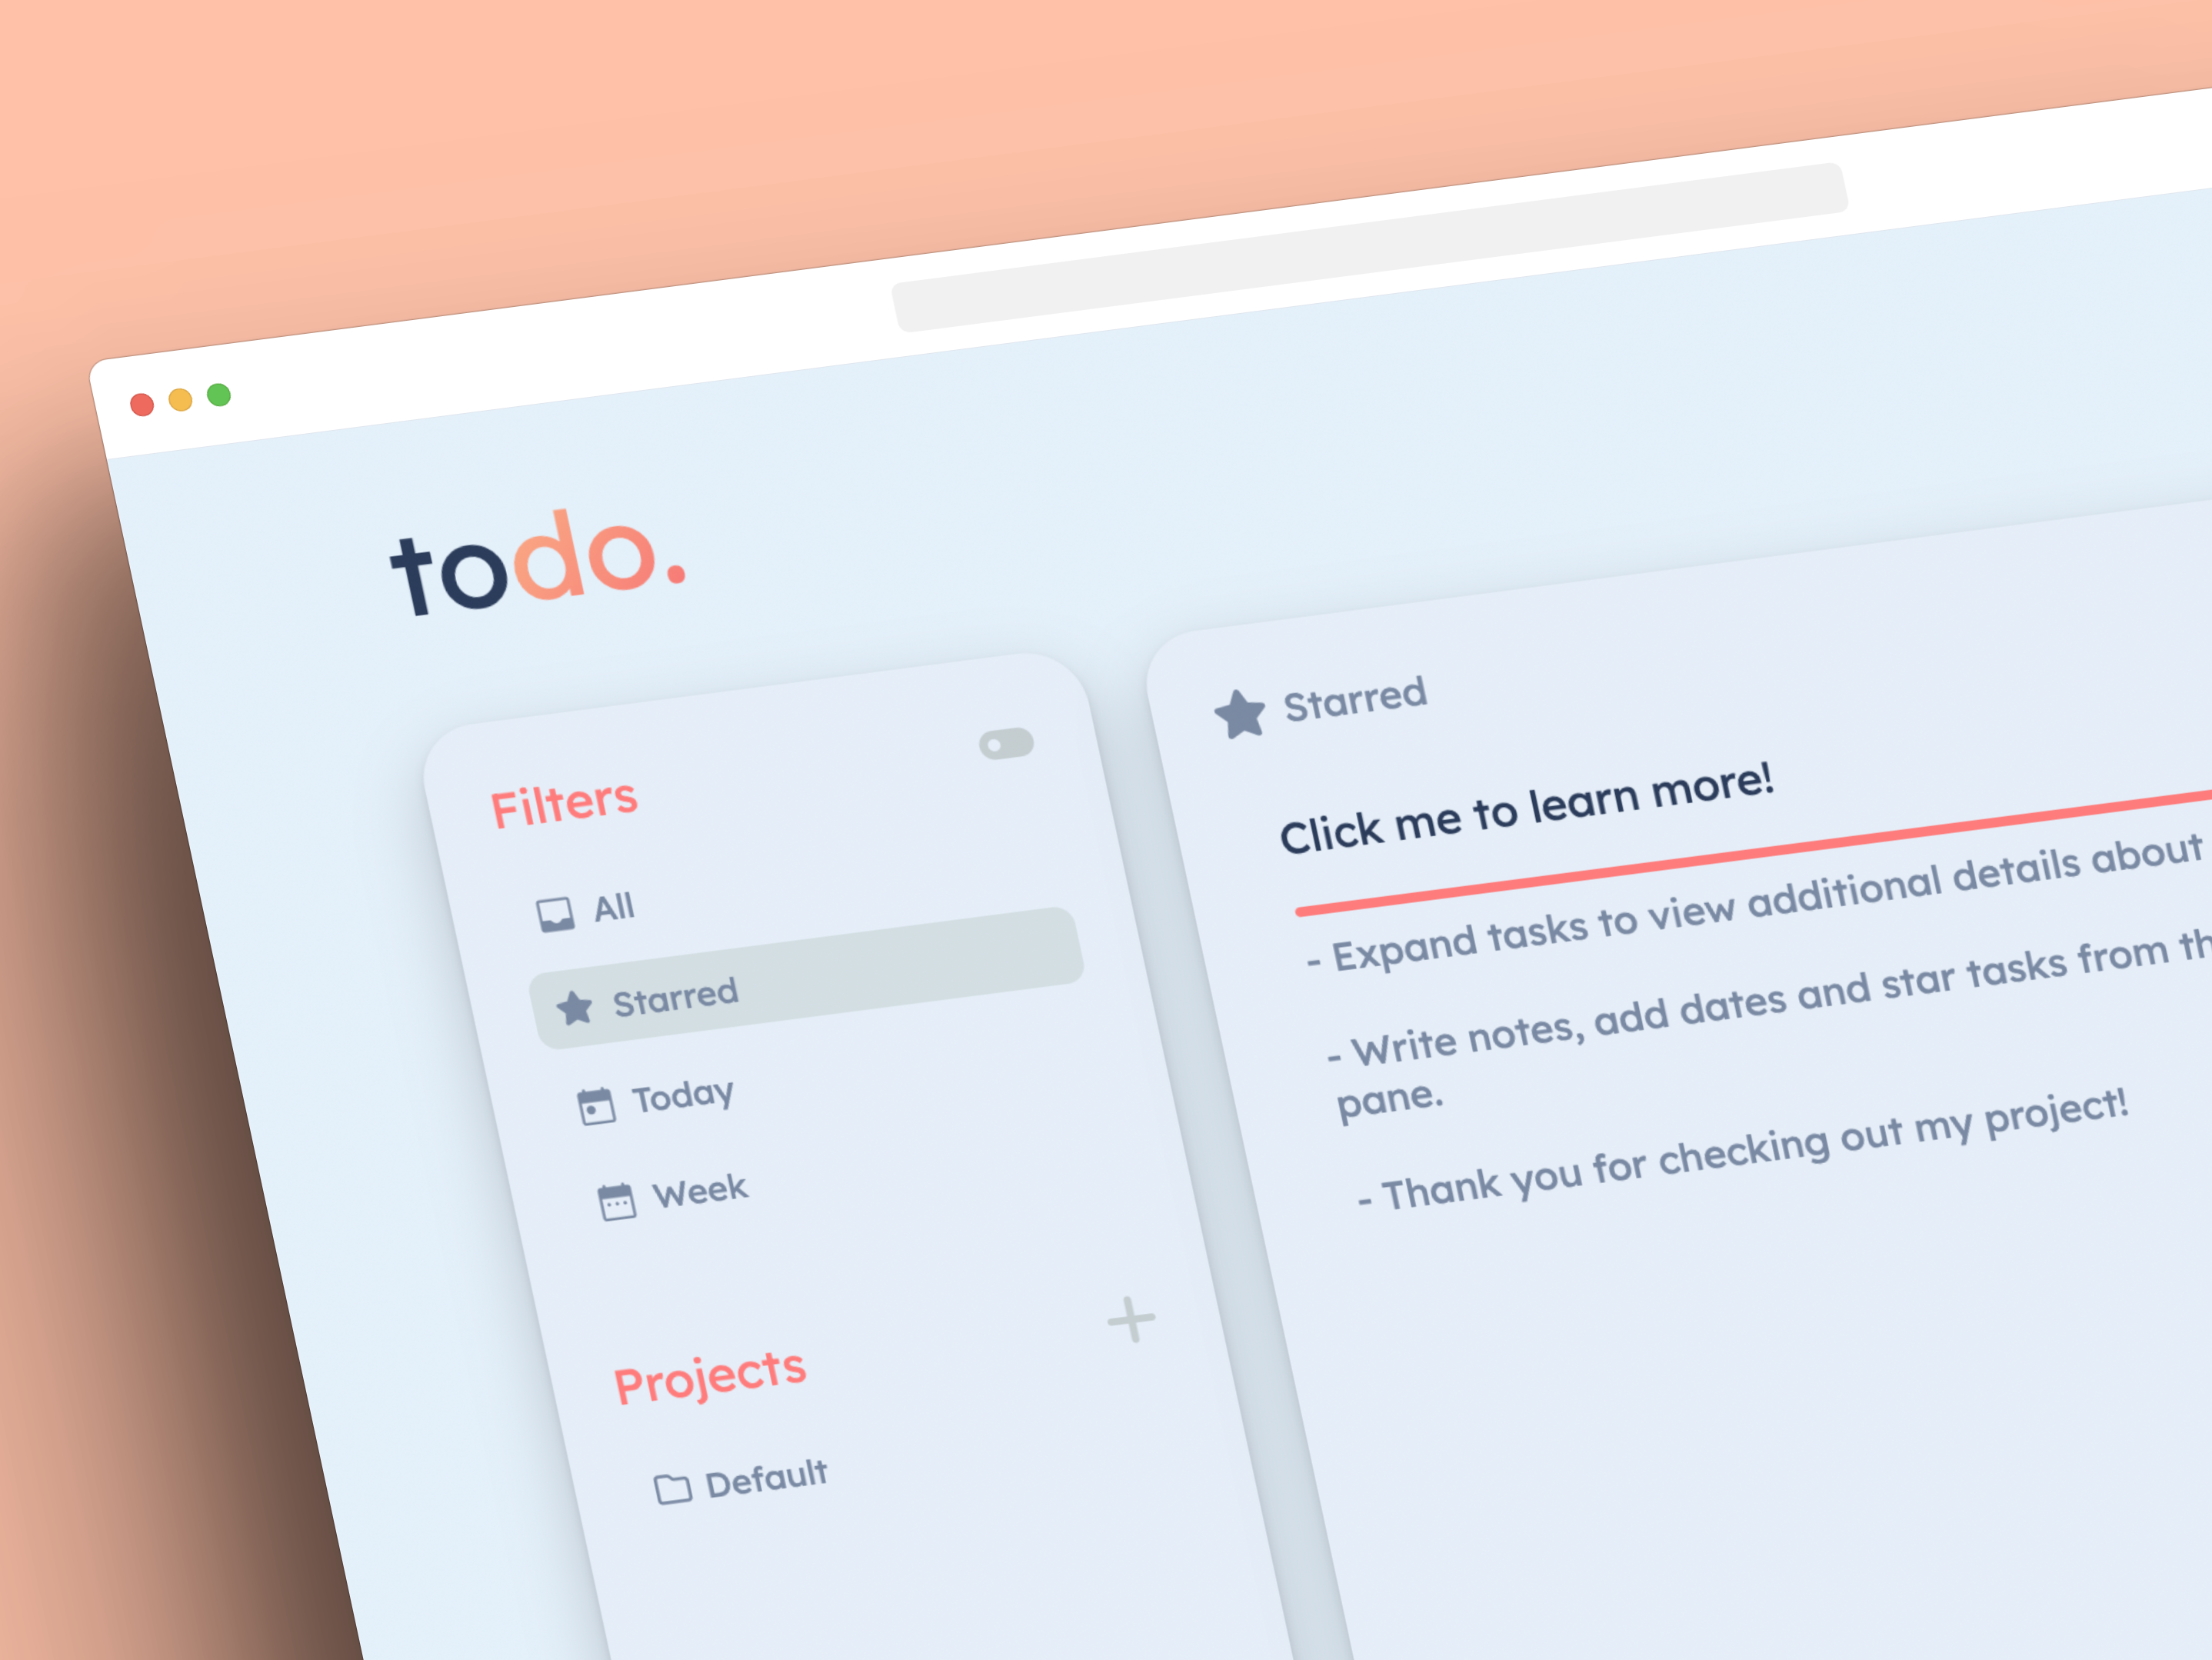 todo.
Filters
All
Starred
Today
Week
Projects
Default
Starred
Click me to learn more!
- Expand tasks to view additional details about
- Write notes, add dates and star tasks from
pane.
- Thank you for checking out my project!